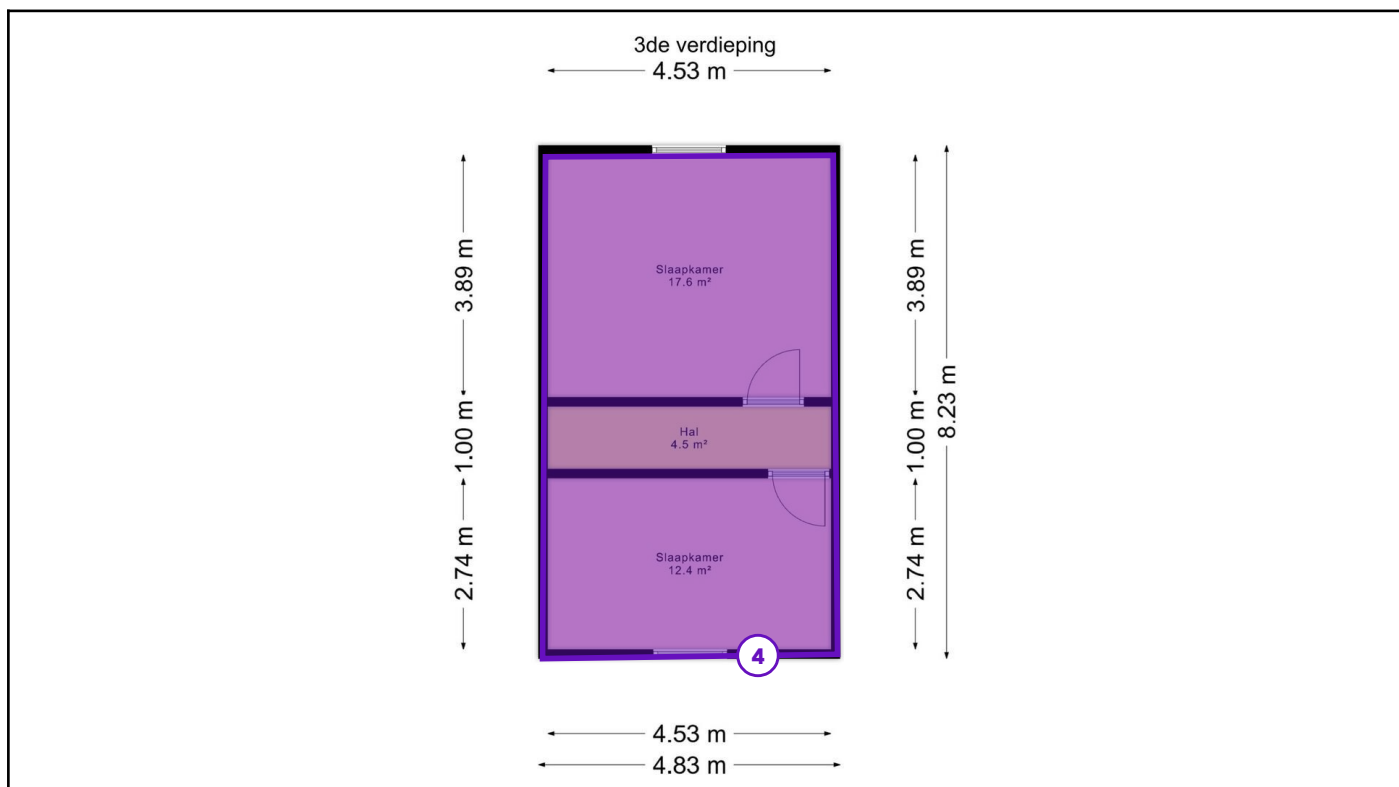 3de verdieping
4.53 m
3.89 m
3.89 m
Slaapkamer
17.6 m²
8.23 m
1.00 m
1.00 m
Hal
4.5 m²
2.74 m
2.74 m
Slaapkamer
12.4 m²
4
4.53 m
4.83 m